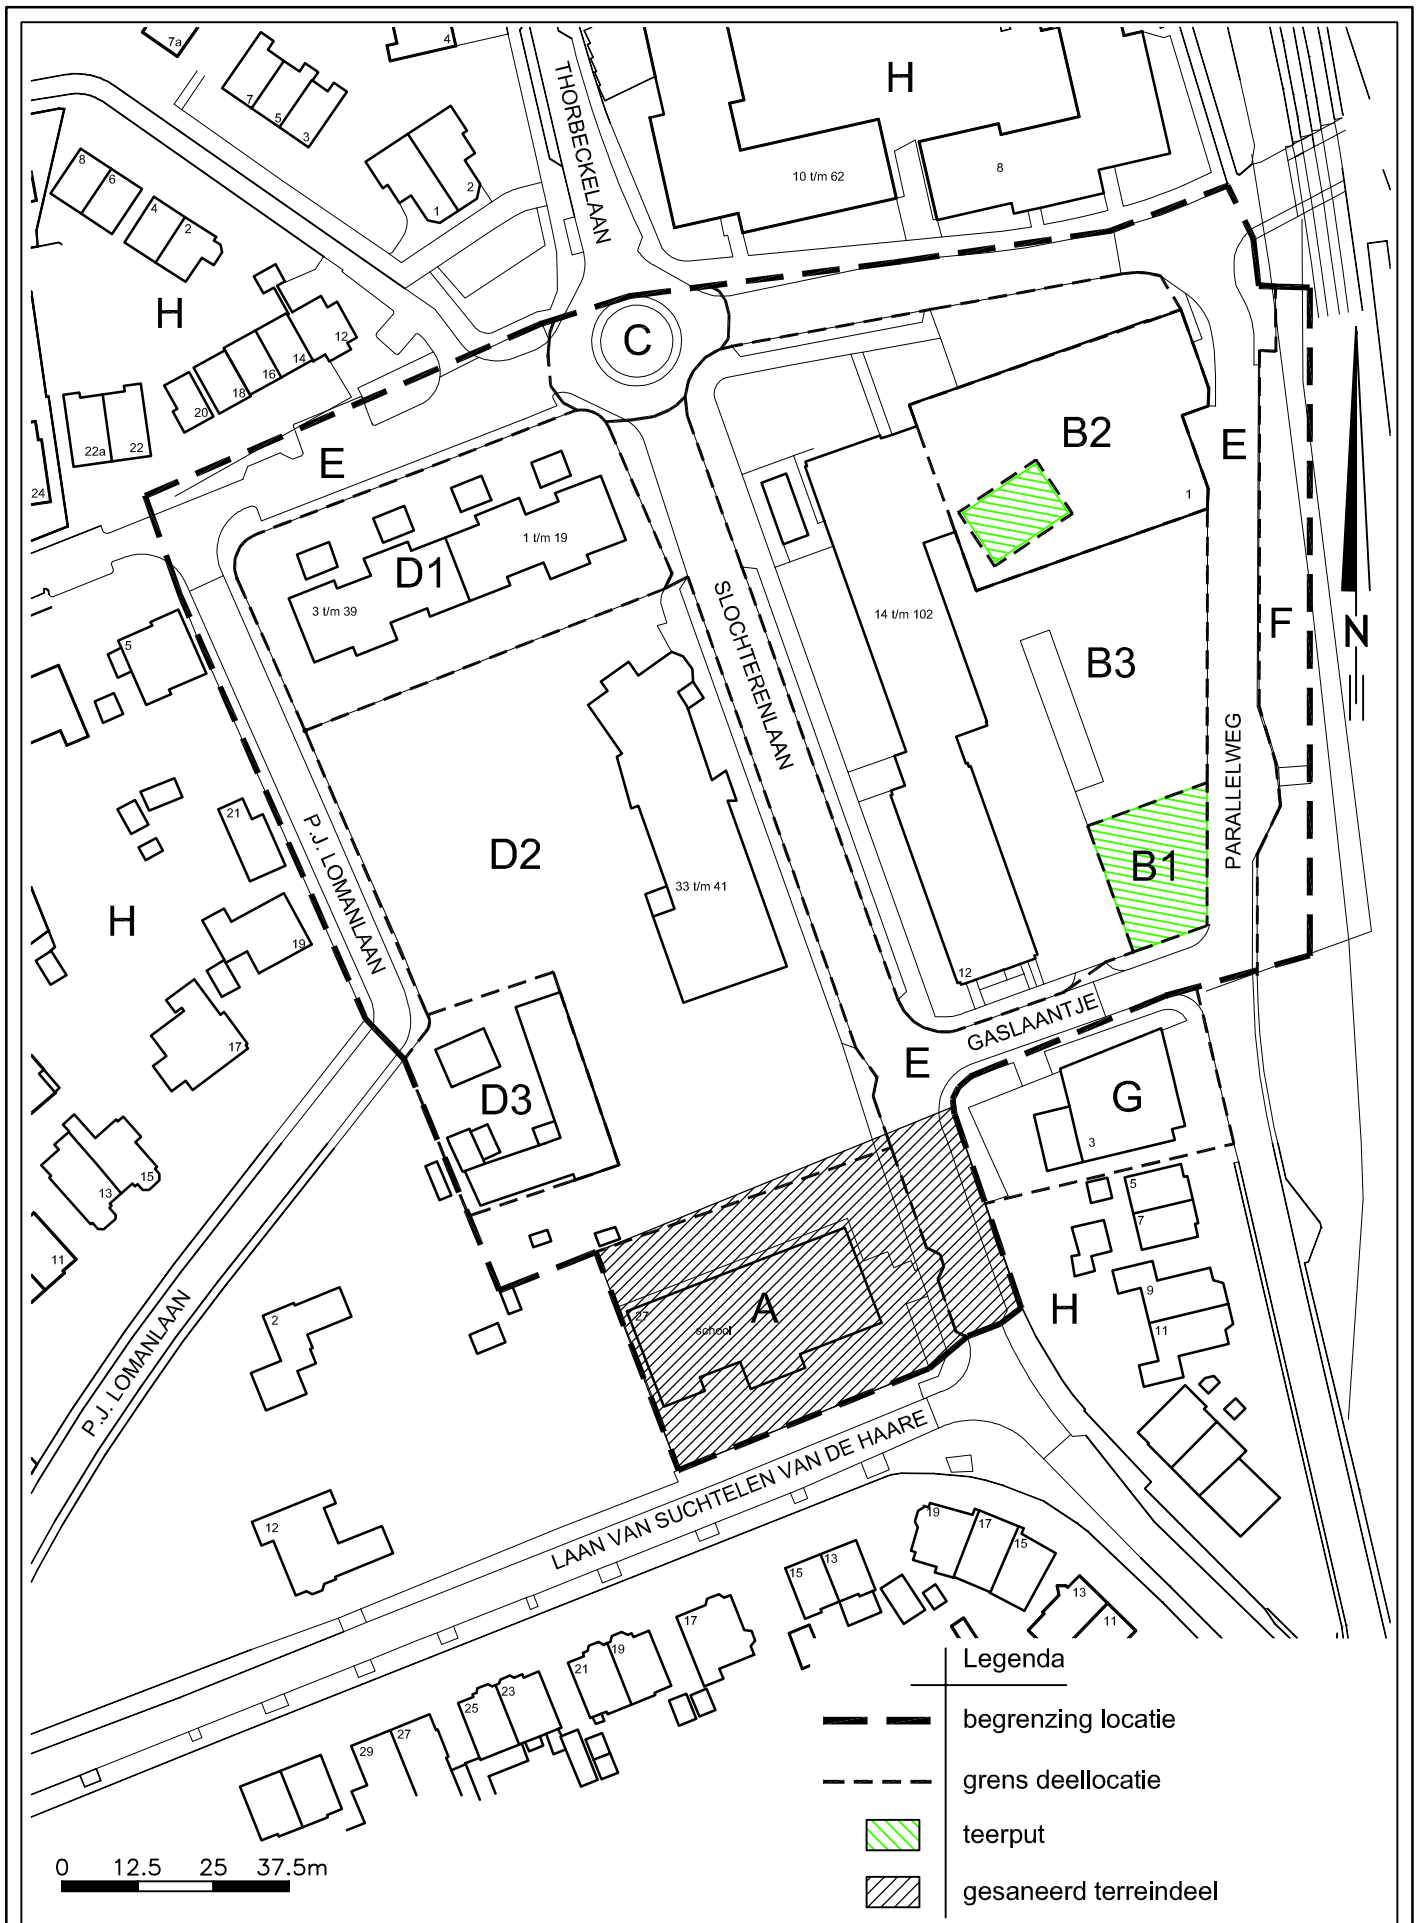 7a
4
THORBECKELAAN
H
7
5
3
10 t/m 62
8
8
6
4
2
1
2
H
12
14
16
18
20
22a
22
24
C
E
B2
E
1
D1
1 t/m 19
3 t/m 39
SLOCHTERENLAAN
14 t/m 102
F
N
B3
5
PARALLELWEG
P.J. LOMANLAAN
21
D2
B1
33 t/m 41
H
19
12
GASLAANTJE
17
E
D3
G
3
15
13
11
5
7
P.J. LOMANLAAN
2
27
school
A
H
9
11
LAAN VAN SUCHTELEN VAN DE HAARE
12
19
17
15
15
13
13
11
17
19
21
23
25
27
29
Legenda
begrenzing locatie
grens deellocatie
teerput
gesaneerd terreindeel
0 12.5 25 37.5m